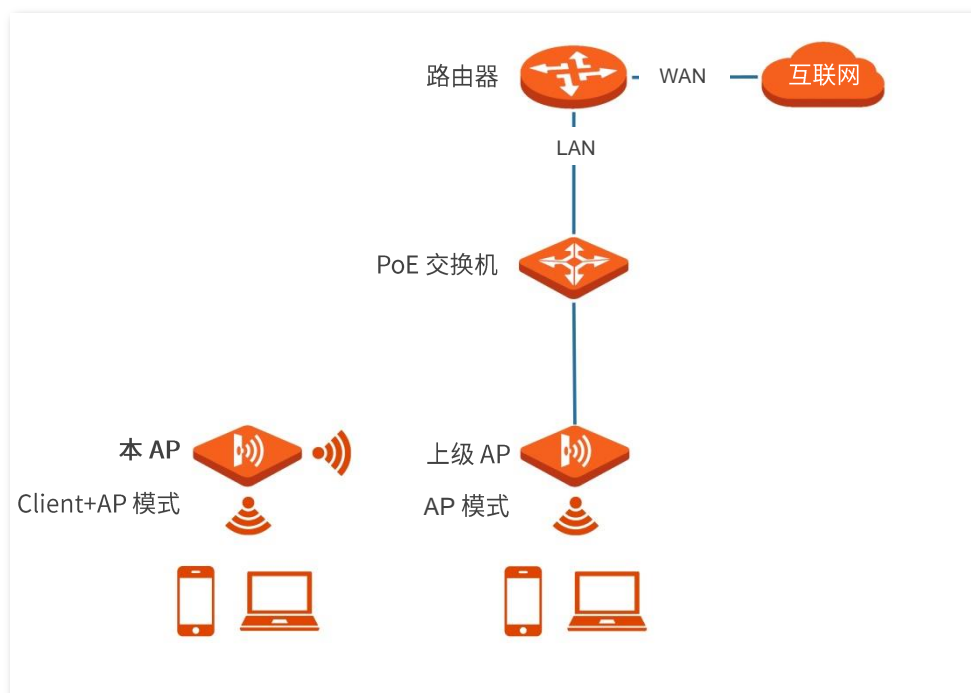 路由器
WAN
互联网
LAN
PoE 交换机
本 AP
上级 AP
Client+AP 模式
AP 模式